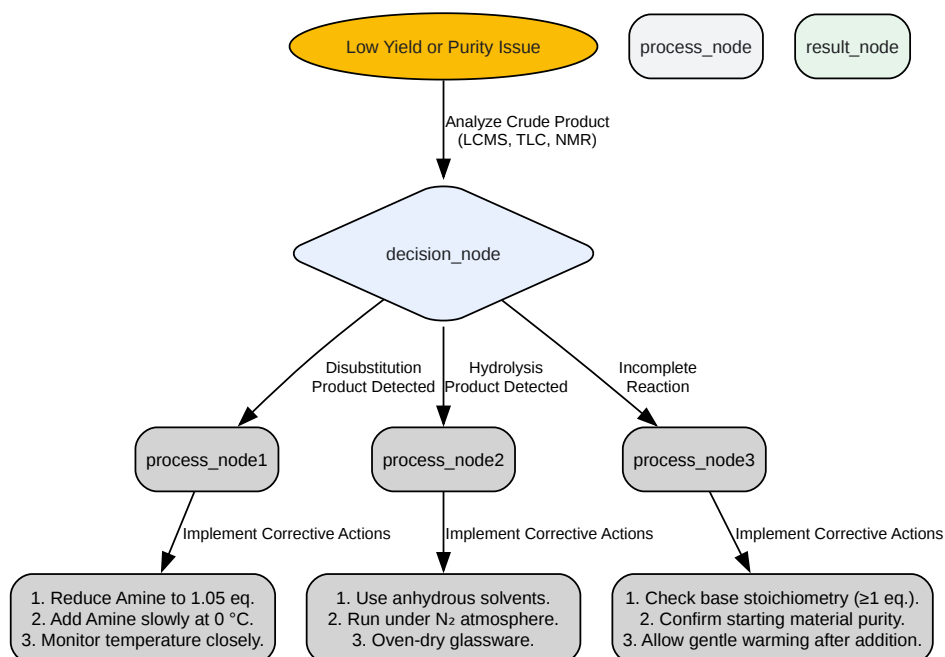 Low Yield or Purity Issue
process_node
result_node
Analyze Crude Product
(LCMS, TLC, NMR)
decision_node
Disubstitution
Product Detected
Hydrolysis
Product Detected
Incomplete
Reaction
process_node1
process_node2
process_node3
Implement Corrective Actions
Implement Corrective Actions
Implement Corrective Actions
1. Reduce Amine to 1.05 eq.
2. Add Amine slowly at 0 °C.
3. Monitor temperature closely.
1. Use anhydrous solvents.
2. Run under N₂ atmosphere.
3. Oven-dry glassware.
1. Check base stoichiometry (≥1 eq.).
2. Confirm starting material purity.
3. Allow gentle warming after addition.